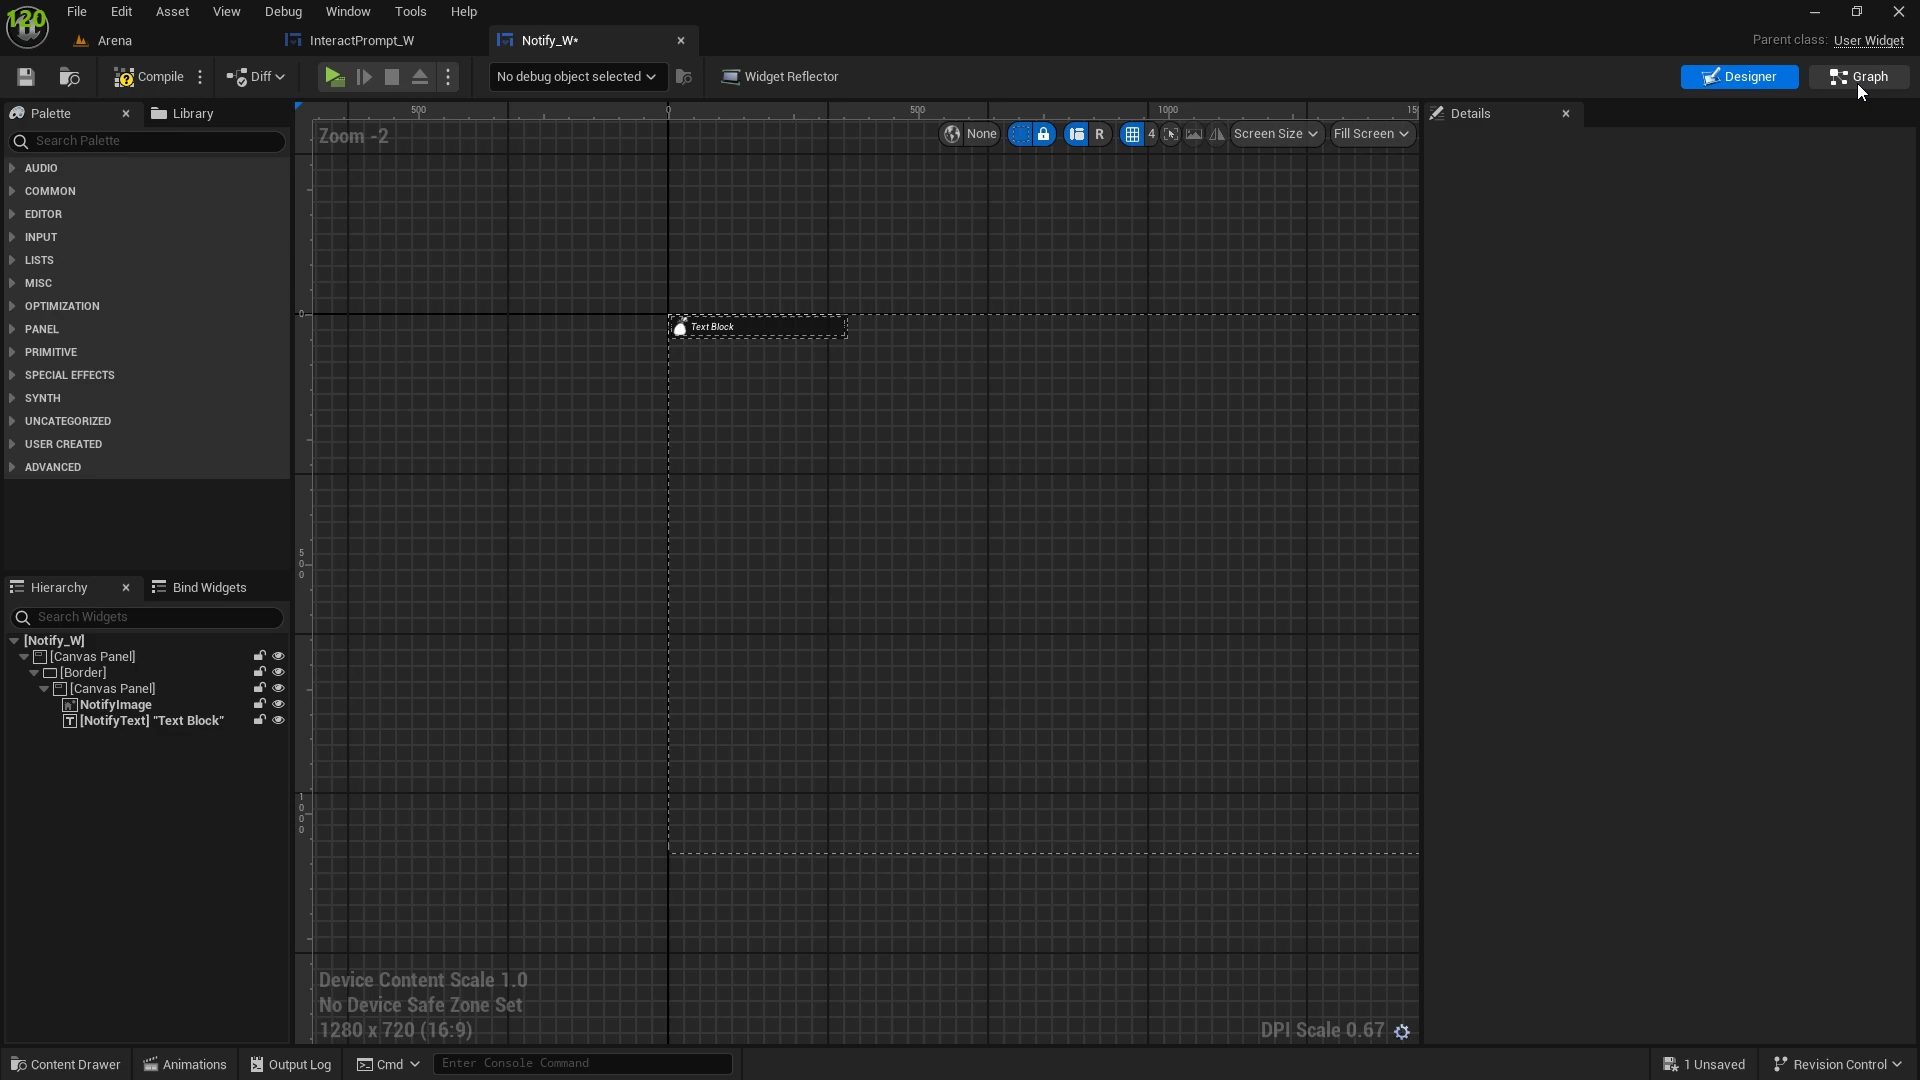 120
File Edit Asset View Debug Window Tools Help
Arena InteractPrompt_W Notify_W*
Parent class: User Widget
Compile Diff No debug object selected Widget Reflector Designer Graph
Palette Library
Search Palette
AUDIO
COMMON
EDITOR
INPUT
LISTS
MISC
OPTIMIZATION
PANEL
PRIMITIVE
SPECIAL EFFECTS
SYNTH
UNCATEGORIZED
USER CREATED
ADVANCED
Hierarchy Bind Widgets
Search Widgets
[Notify_W]
[Canvas Panel]
[Border]
[Canvas Panel]
NotifyImage
[NotifyText] "Text Block"
500 0 500 1000 15
Zoom -2
None R 4 Screen Size Fill Screen
0
Text Block
500
1000
Device Content Scale 1.0
No Device Safe Zone Set
1280 x 720 (16:9)
DPI Scale 0.67
Details
Content Drawer Animations Output Log Cmd Enter Console Command 1 Unsaved Revision Control